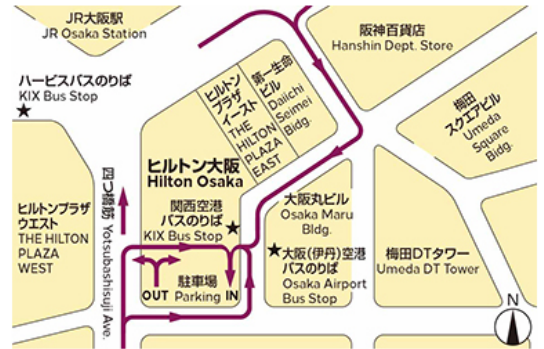 JR大阪駅
JR Osaka Station
阪神百貨店
Hanshin Dept. Store
ハービスバスのりば
KIX Bus Stop
ヒルトン
プラザ
イースト
THE
HILTON
PLAZA
EAST
第一生命
ビル
Daiichi
Seimei
Bldg.
梅田
スクエアビル
Umeda
Square
Bldg.
ヒルトン大阪
Hilton Osaka
関西空港
バスのりば
KIX Bus Stop
大阪丸ビル
Osaka Maru
Bldg.
大阪(伊丹)空港
バスのりば
Osaka Airport
Bus Stop
梅田DTタワー
Umeda DT Tower
ヒルトンプラザ
ウエスト
THE HILTON
PLAZA
WEST
四つ橋筋 Yotsubashisuji Ave.
駐車場
OUT Parking IN
N